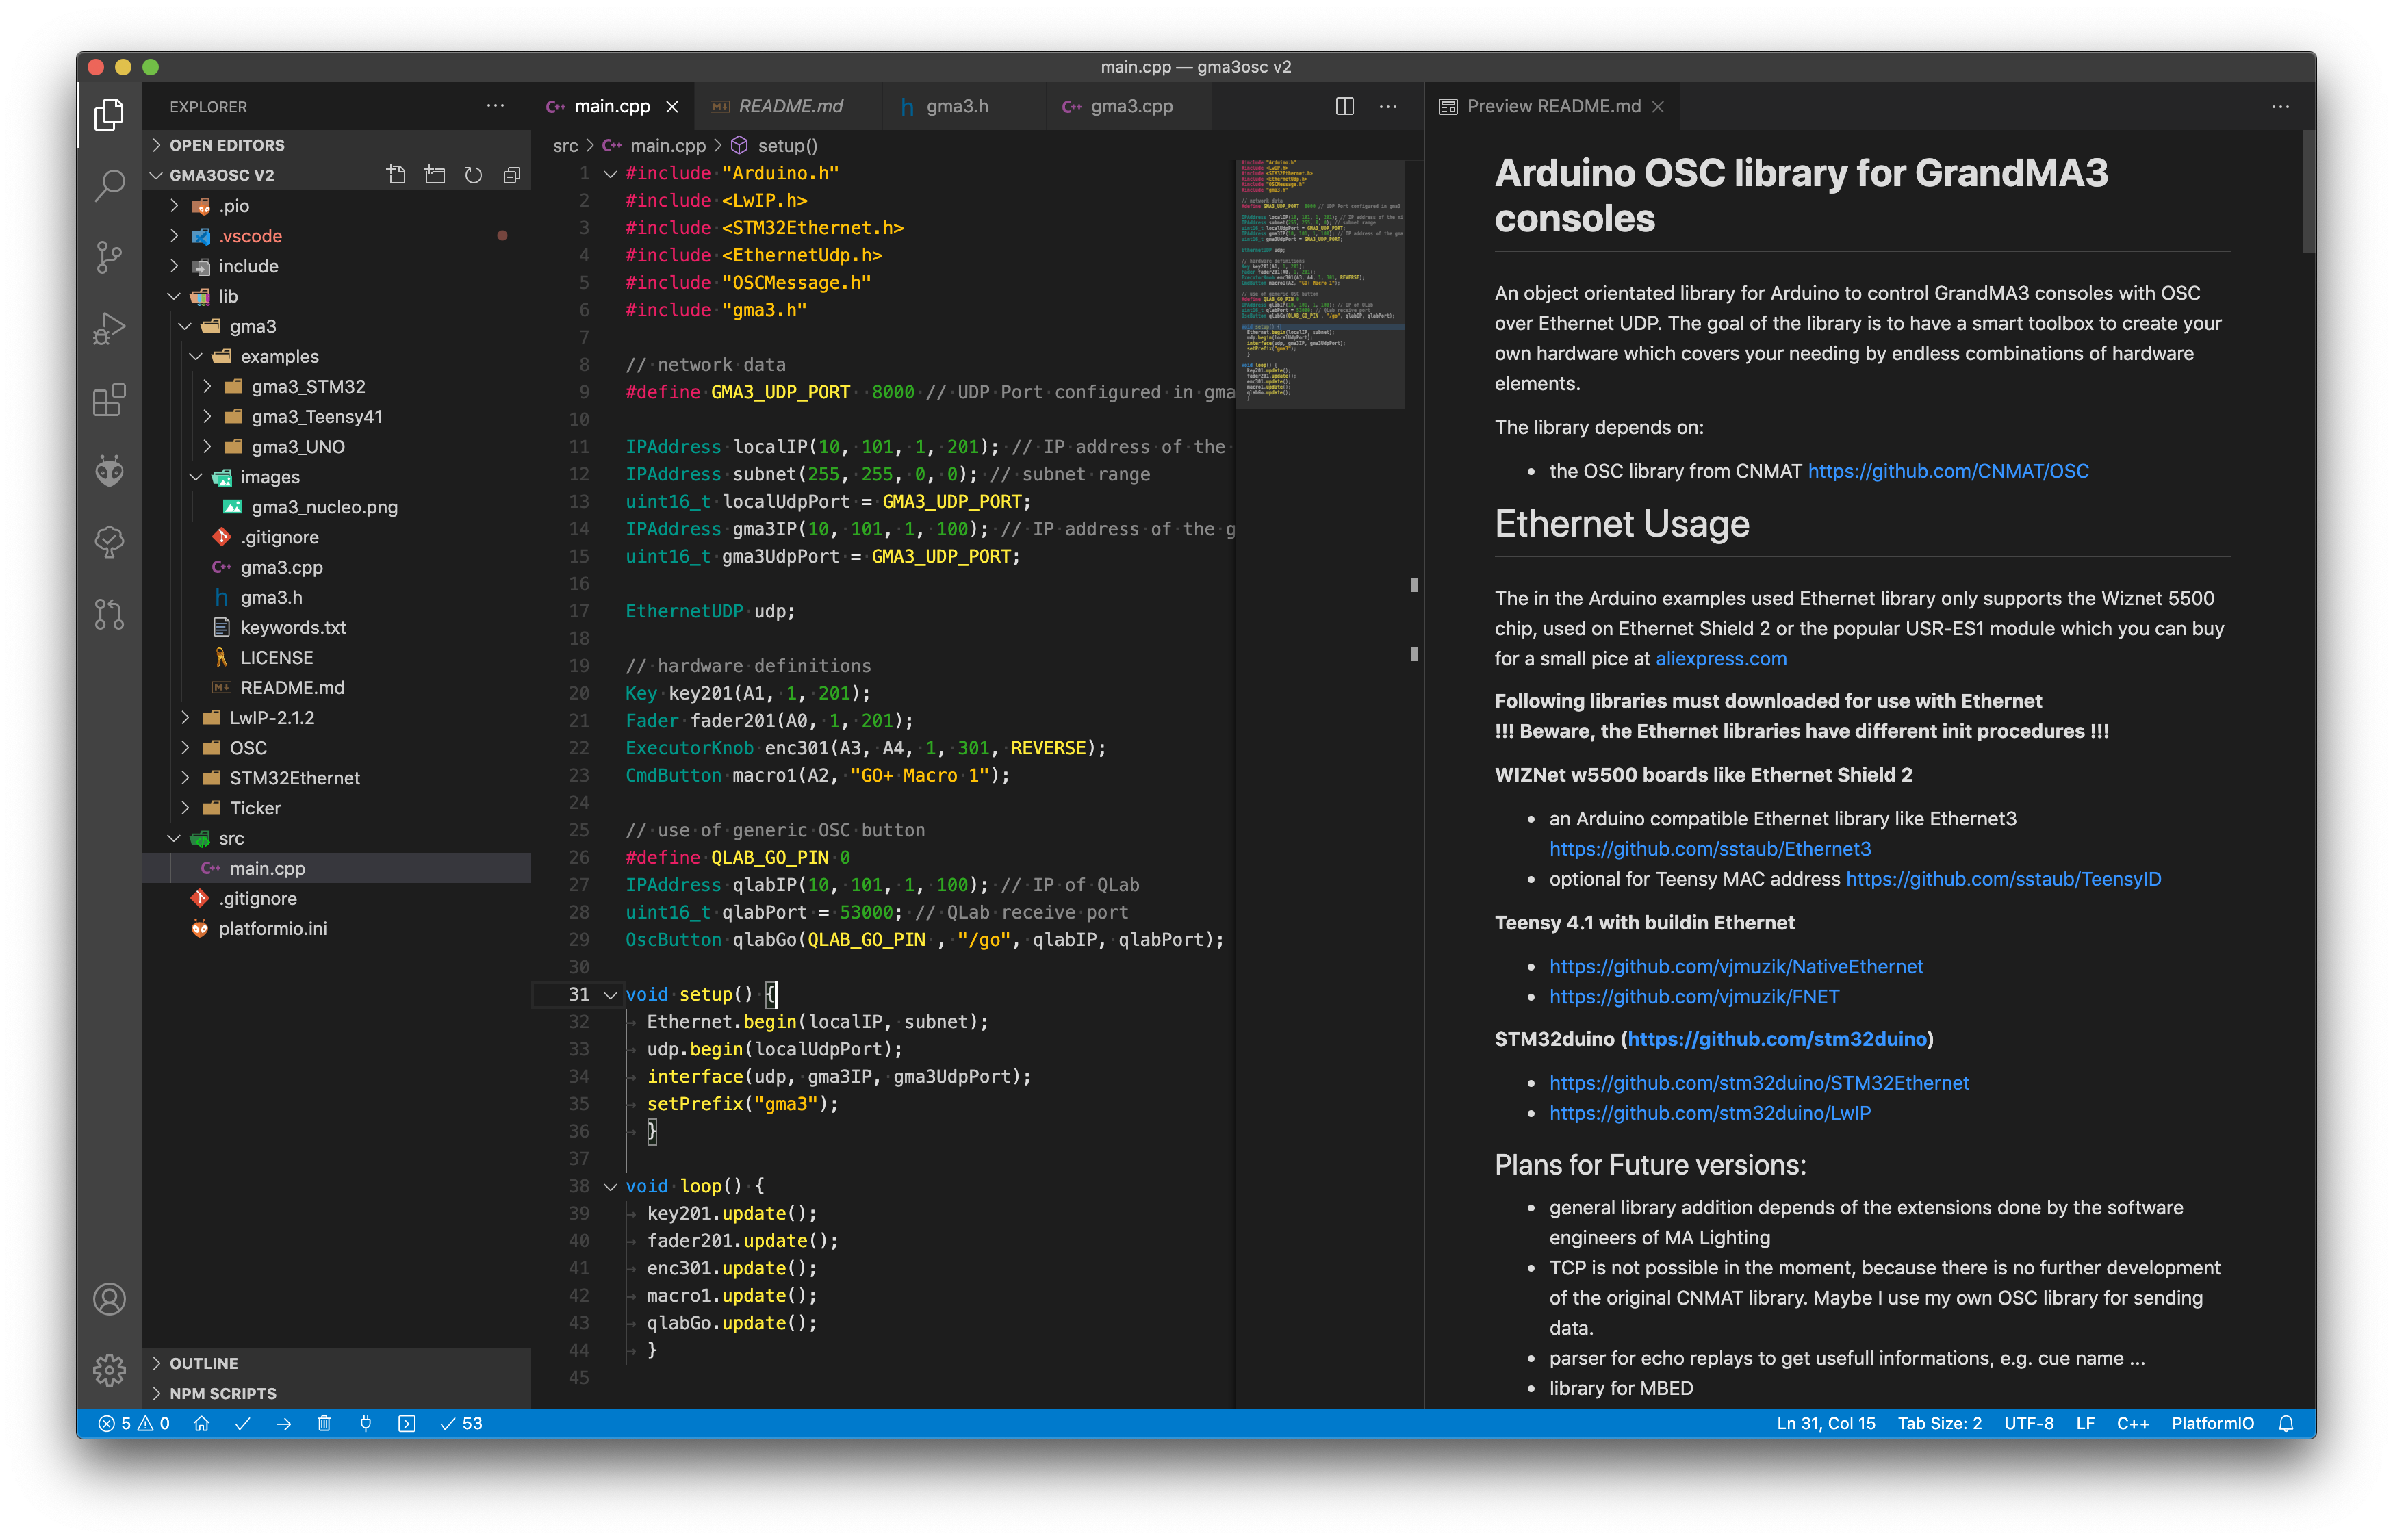 main.cpp — gma3osc v2
EXPLORER
OPEN EDITORS
GMA3OSC V2
.pio
.vscode
include
lib
gma3
examples
gma3_STM32
gma3_Teensy41
gma3_UNO
images
gma3_nucleo.png
.gitignore
gma3.cpp
gma3.h
keywords.txt
LICENSE
README.md
LwIP-2.1.2
OSC
STM32Ethernet
Ticker
src
main.cpp
.gitignore
platformio.ini
OUTLINE
NPM SCRIPTS
main.cpp README.md gma3.h gma3.cpp
src > main.cpp > setup()
1 #include "Arduino.h"
2 #include <LwIP.h>
3 #include <STM32Ethernet.h>
4 #include <EthernetUdp.h>
5 #include "OSCMessage.h"
6 #include "gma3.h"
7
8 // network data
9 #define GMA3_UDP_PORT  8000 // UDP Port configured in gma
10
11 IPAddress localIP(10, 101, 1, 201); // IP address of the
12 IPAddress subnet(255, 255, 0, 0); // subnet range
13 uint16_t localUdpPort = GMA3_UDP_PORT;
14 IPAddress gma3IP(10, 101, 1, 100); // IP address of the g
15 uint16_t gma3UdpPort = GMA3_UDP_PORT;
16
17 EthernetUDP udp;
18
19 // hardware definitions
20 Key key201(A1, 1, 201);
21 Fader fader201(A0, 1, 201);
22 ExecutorKnob enc301(A3, A4, 1, 301, REVERSE);
23 CmdButton macro1(A2, "GO+ Macro 1");
24
25 // use of generic OSC button
26 #define QLAB_GO_PIN 0
27 IPAddress qlabIP(10, 101, 1, 100); // IP of QLab
28 uint16_t qlabPort = 53000; // QLab receive port
29 OscButton qlabGo(QLAB_GO_PIN , "/go", qlabIP, qlabPort);
30
31 void setup() {
32 Ethernet.begin(localIP, subnet);
33 udp.begin(localUdpPort);
34 interface(udp, gma3IP, gma3UdpPort);
35 setPrefix("gma3");
36 }
37
38 void loop() {
39 key201.update();
40 fader201.update();
41 enc301.update();
42 macro1.update();
43 qlabGo.update();
44 }
45
Preview README.md
Arduino OSC library for GrandMA3
consoles
An object orientated library for Arduino to control GrandMA3 consoles with OSC
over Ethernet UDP. The goal of the library is to have a smart toolbox to create your
own hardware which covers your needing by endless combinations of hardware
elements.
The library depends on:
• the OSC library from CNMAT https://github.com/CNMAT/OSC
Ethernet Usage
The in the Arduino examples used Ethernet library only supports the Wiznet 5500
chip, used on Ethernet Shield 2 or the popular USR-ES1 module which you can buy
for a small pice at aliexpress.com
Following libraries must downloaded for use with Ethernet
!!! Beware, the Ethernet libraries have different init procedures !!!
WIZNet w5500 boards like Ethernet Shield 2
• an Arduino compatible Ethernet library like Ethernet3
https://github.com/sstaub/Ethernet3
• optional for Teensy MAC address https://github.com/sstaub/TeensyID
Teensy 4.1 with buildin Ethernet
• https://github.com/vjmuzik/NativeEthernet
• https://github.com/vjmuzik/FNET
STM32duino (https://github.com/stm32duino)
• https://github.com/stm32duino/STM32Ethernet
• https://github.com/stm32duino/LwIP
Plans for Future versions:
• general library addition depends of the extensions done by the software
engineers of MA Lighting
• TCP is not possible in the moment, because there is no further development
of the original CNMAT library. Maybe I use my own OSC library for sending
data.
• parser for echo replays to get usefull informations, e.g. cue name ...
• library for MBED
5 0 53 Ln 31, Col 15 Tab Size: 2 UTF-8 LF C++ PlatformIO